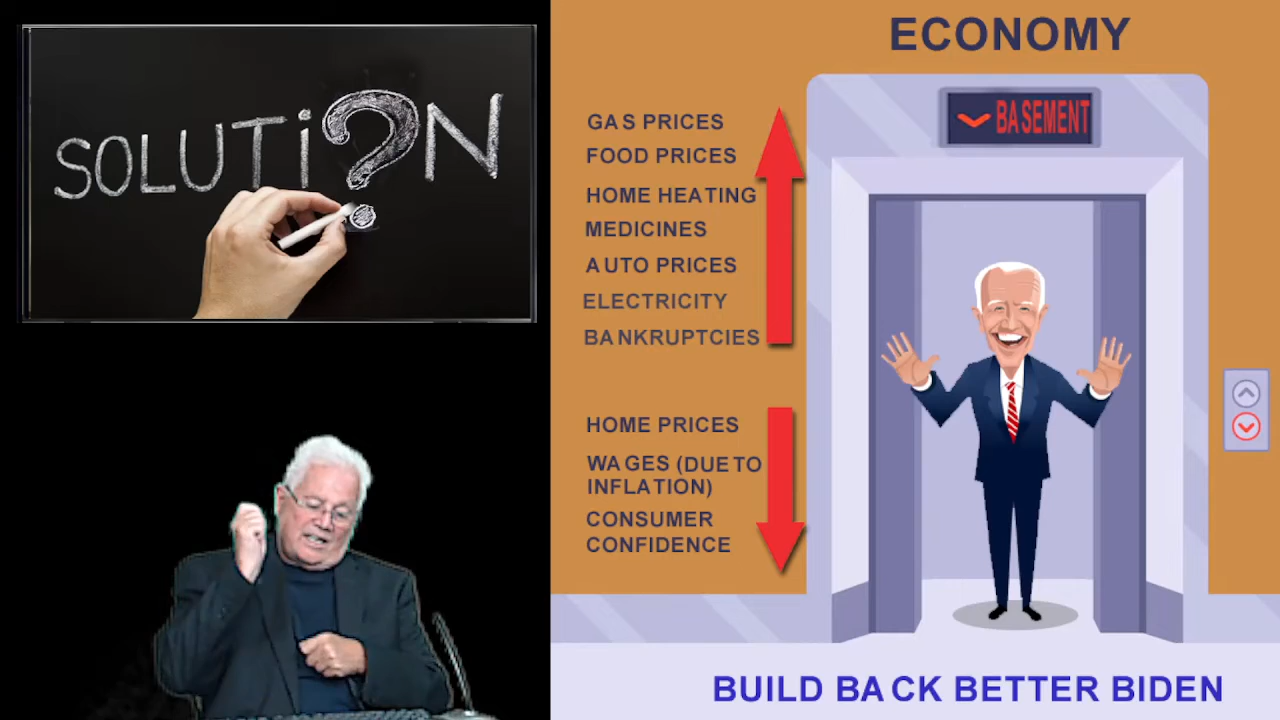 SOLUTi?N
ECONOMY
BASEMENT
GAS PRICES
FOOD PRICES
HOME HEATING
MEDICINES
AUTO PRICES
ELECTRICITY
BANKRUPTCIES
HOME PRICES
WAGES (DUE TO
INFLATION)
CONSUMER
CONFIDENCE
BUILD BACK BETTER BIDEN